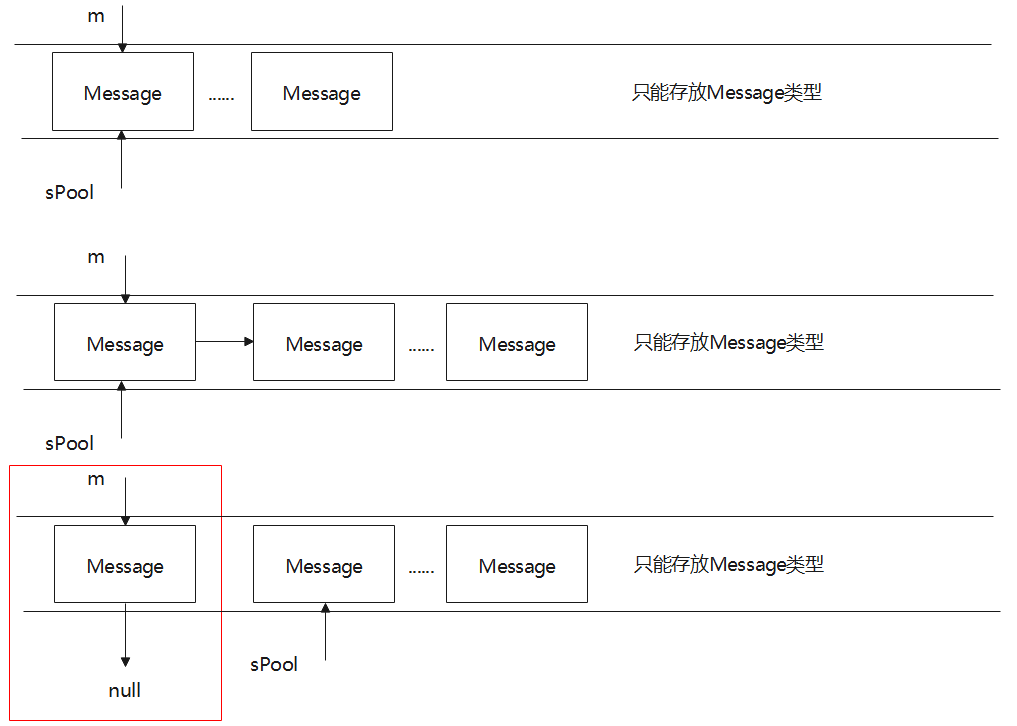 m
Message ...... Message 只能存放Message类型
sPool
m
Message Message ...... Message 只能存放Message类型
sPool
m
Message Message ...... Message 只能存放Message类型
sPool
null